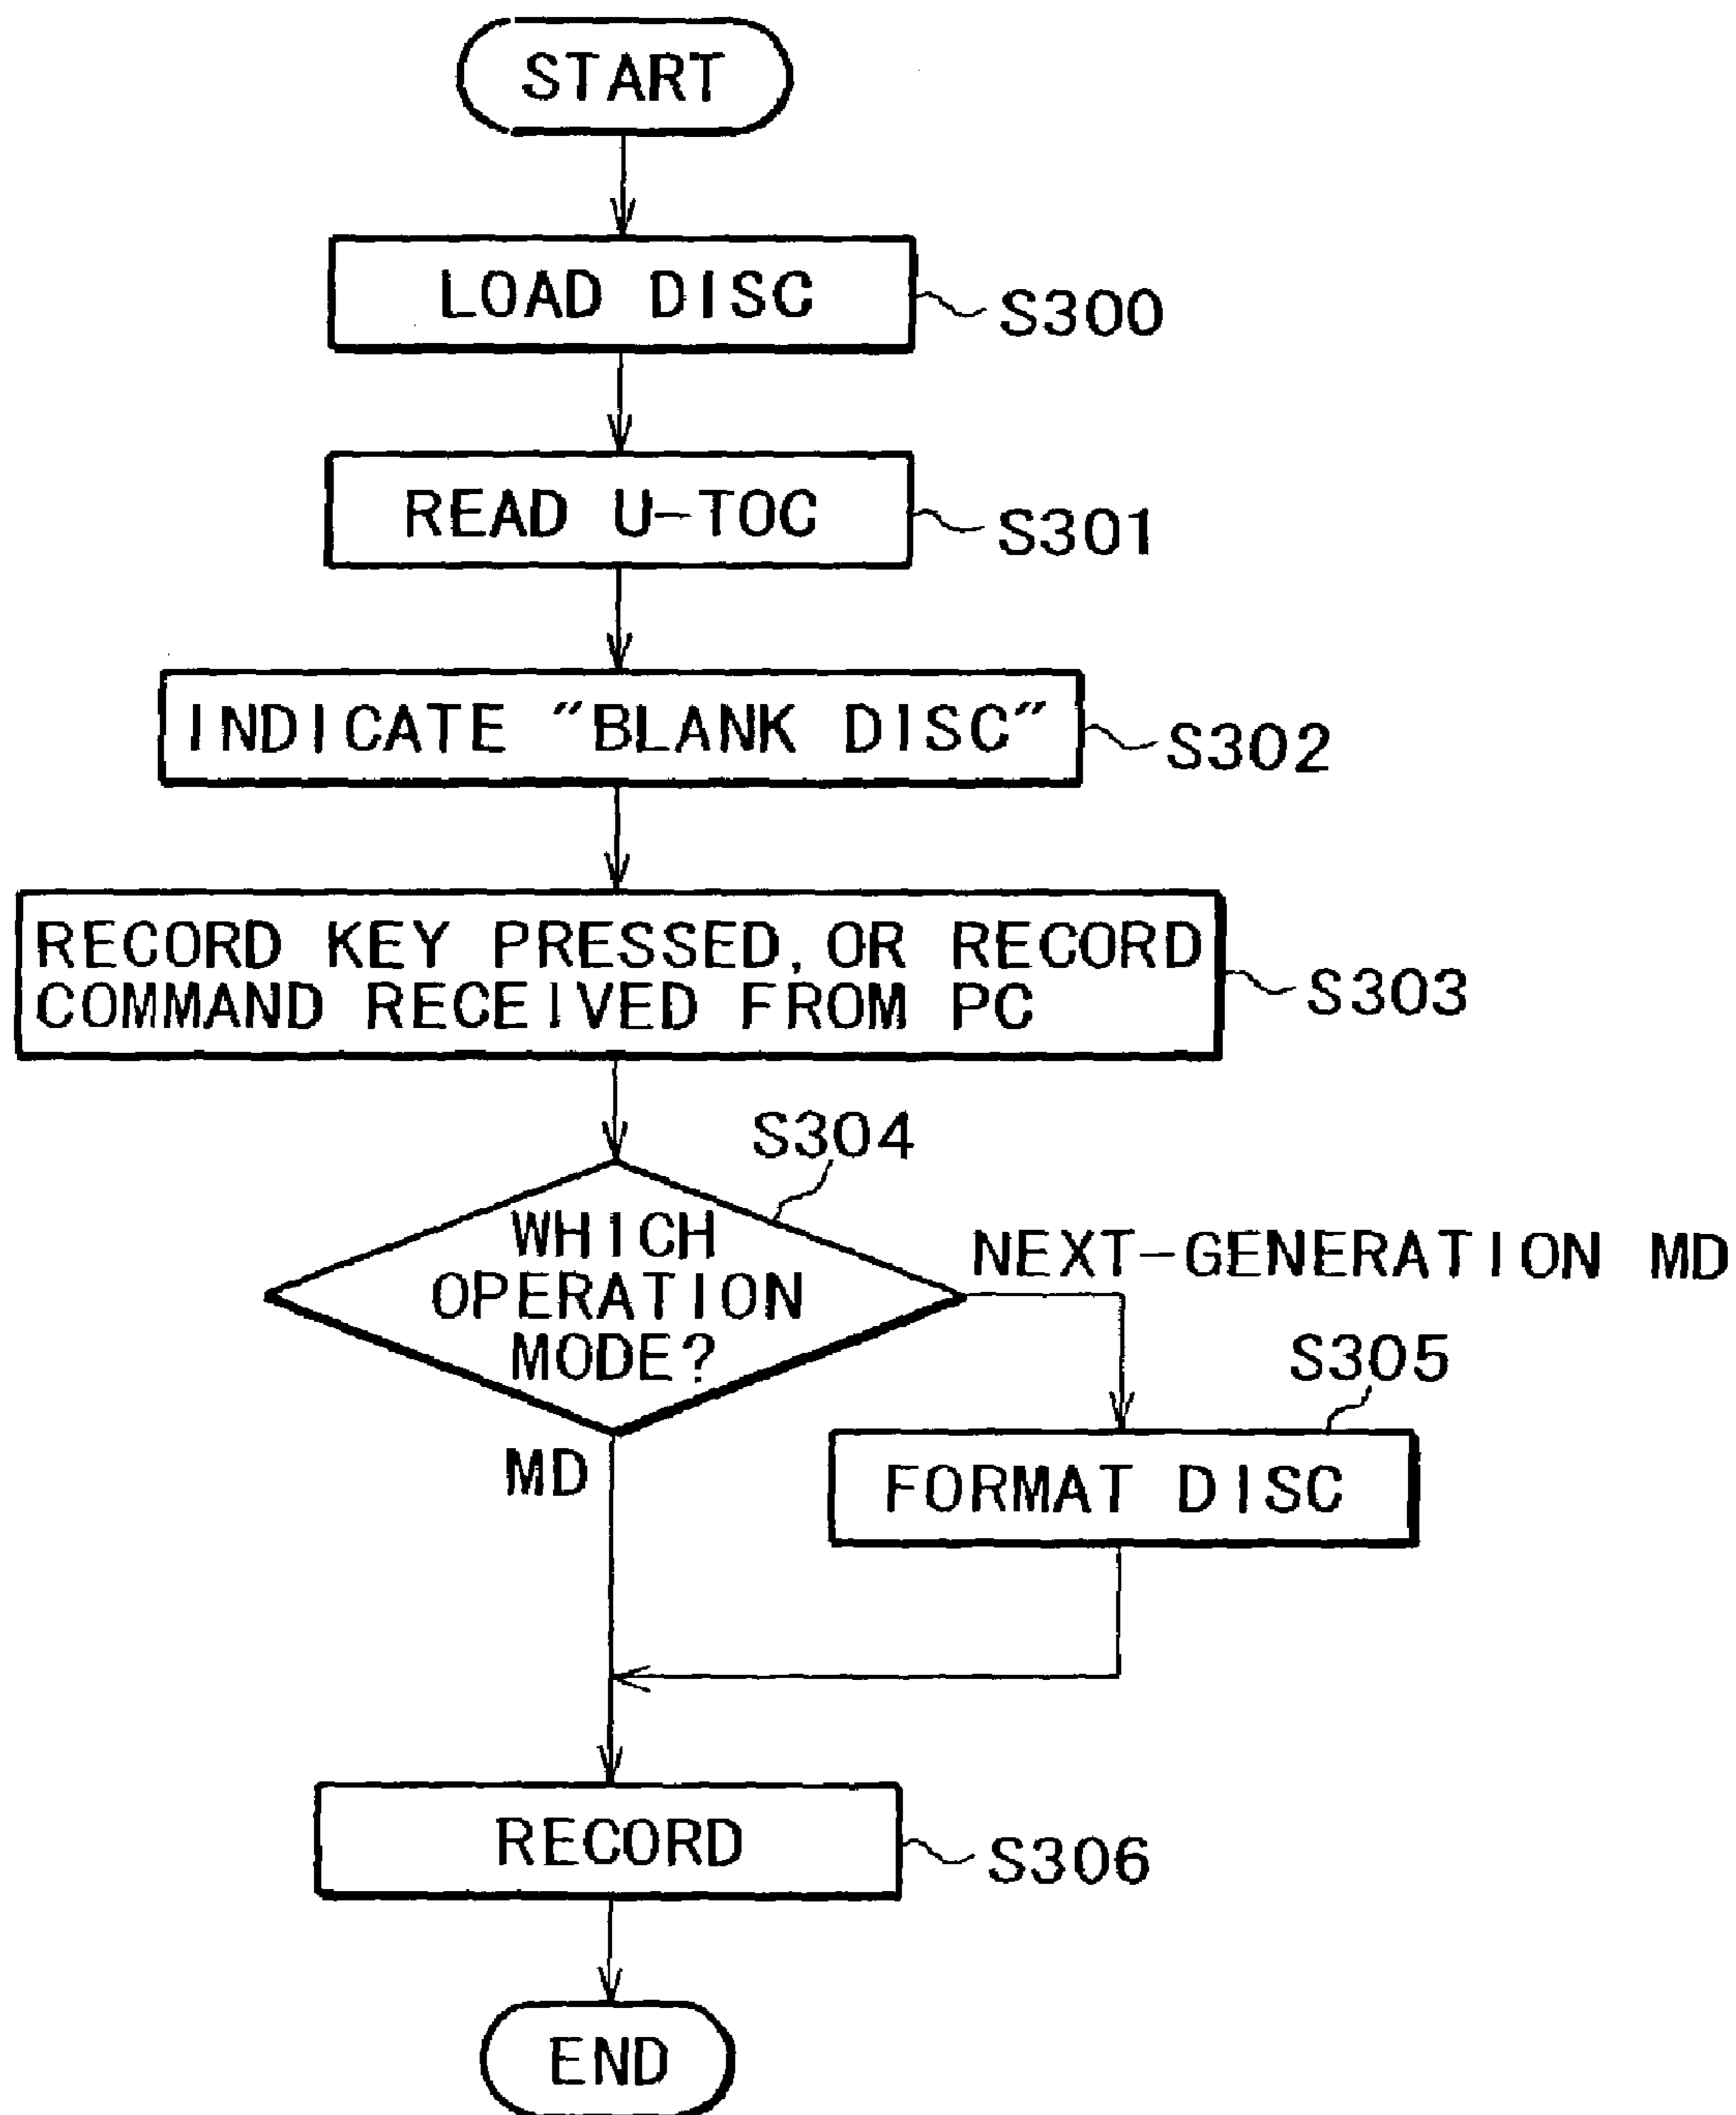 START
LOAD DISC
S300
READ U-TOC
S301
INDICATE "BLANK DISC"
S302
RECORD KEY PRESSED, OR RECORD
COMMAND RECEIVED FROM PC
S303
S304
WHICH
OPERATION
MODE?
NEXT-GENERATION MD
S305
MD
FORMAT DISC
RECORD
S306
END